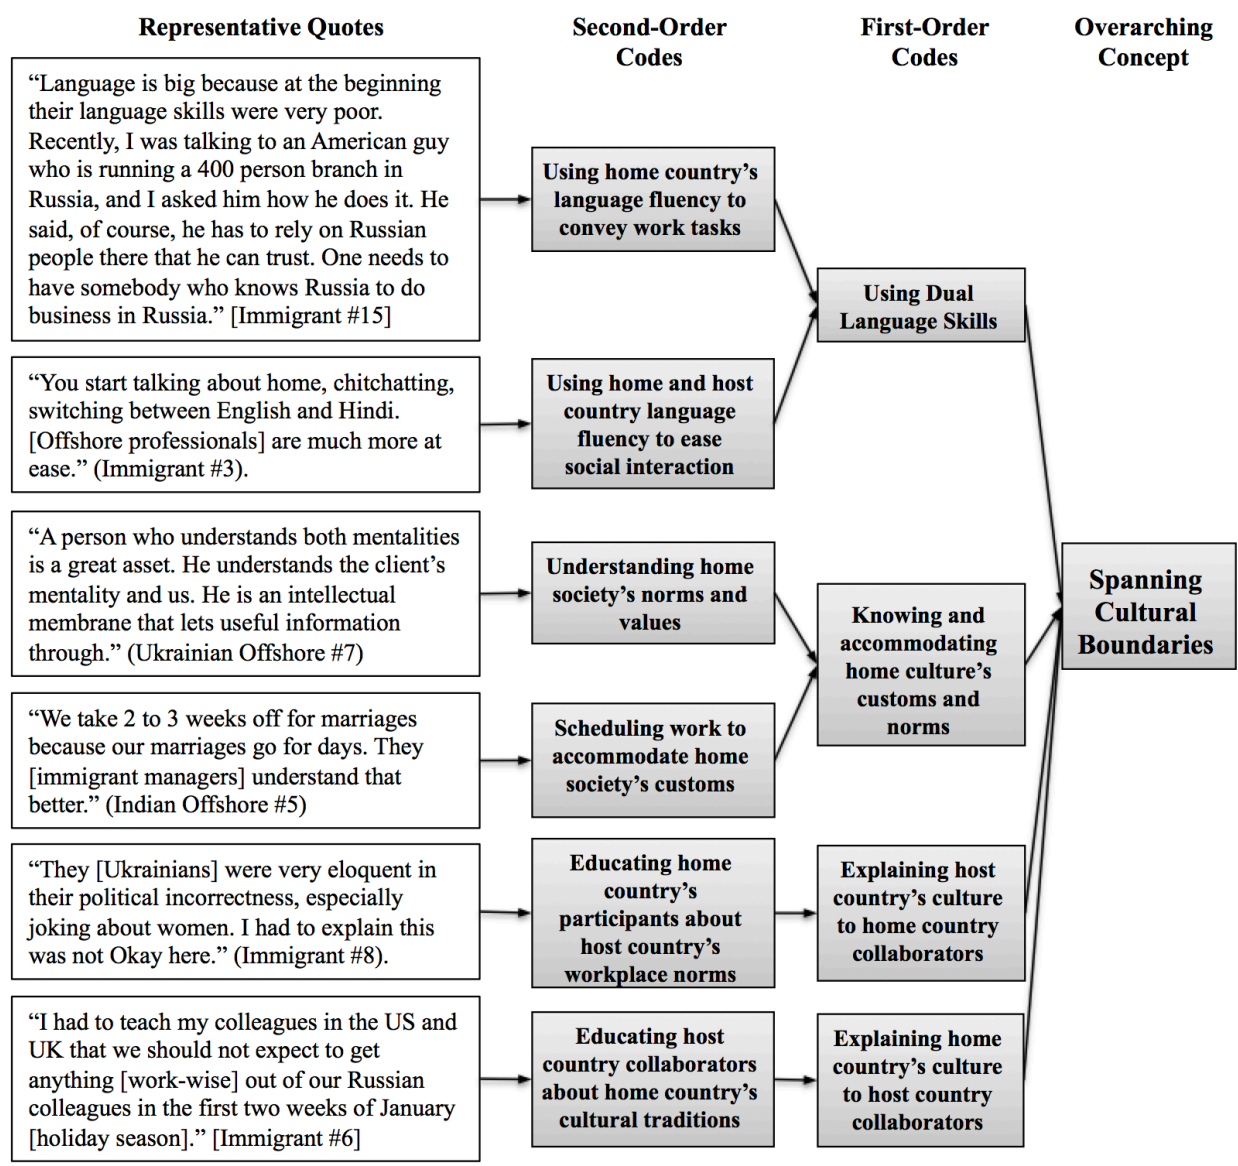 Representative Quotes
Second-Order
Codes
First-Order
Codes
Overarching
Concept
“Language is big because at the beginning
their language skills were very poor.
Recently, I was talking to an American guy
who is running a 400 person branch in
Russia, and I asked him how he does it. He
said, of course, he has to rely on Russian
people there that he can trust. One needs to
have somebody who knows Russia to do
business in Russia.” [Immigrant #15]
“You start talking about home, chitchatting,
switching between English and Hindi.
[Offshore professionals] are much more at
ease.” (Immigrant #3).
“A person who understands both mentalities
is a great asset. He understands the client’s
mentality and us. He is an intellectual
membrane that lets useful information
through.” (Ukrainian Offshore #7)
“We take 2 to 3 weeks off for marriages
because our marriages go for days. They
[immigrant managers] understand that
better.” (Indian Offshore #5)
“They [Ukrainians] were very eloquent in
their political incorrectness, especially
joking about women. I had to explain this
was not Okay here.” (Immigrant #8).
“I had to teach my colleagues in the US and
UK that we should not expect to get
anything [work-wise] out of our Russian
colleagues in the first two weeks of January
[holiday season].” [Immigrant #6]
Using home country’s
language fluency to
convey work tasks
Using home and host
country language
fluency to ease
social interaction
Understanding home
society’s norms and
values
Scheduling work to
accommodate home
society’s customs
Educating home
country’s
participants about
host country’s
workplace norms
Educating host
country collaborators
about home country’s
cultural traditions
Using Dual
Language Skills
Knowing and
accommodating
home culture’s
customs and
norms
Explaining host
country’s culture
to home country
collaborators
Explaining home
country’s culture
to host country
collaborators
Spanning
Cultural
Boundaries